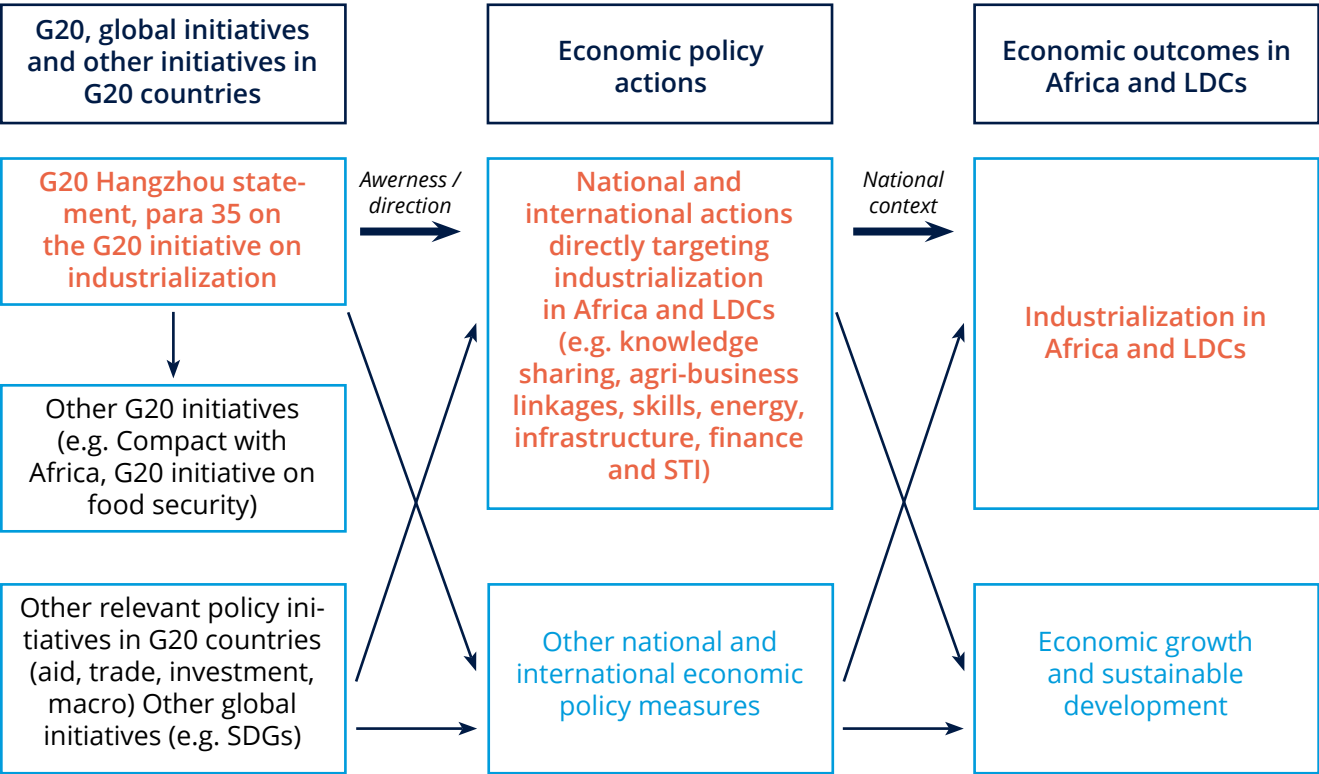 G20, global initiatives
and other initiatives in
G20 countries
Economic policy
actions
Economic outcomes in
Africa and LDCs
G20 Hangzhou state-
ment, para 35 on
the G20 initiative on
industrialization
Awerness /
direction
National and
international actions
directly targeting
industrialization
in Africa and LDCs
(e.g. knowledge
sharing, agri-business
linkages, skills, energy,
infrastructure, finance
and STI)
National
context
Industrialization in
Africa and LDCs
Other G20 initiatives
(e.g. Compact with
Africa, G20 initiative on
food security)
Other relevant policy ini-
tiatives in G20 countries
(aid, trade, investment,
macro) Other global
initiatives (e.g. SDGs)
Other national and
international economic
policy measures
Economic growth
and sustainable
development